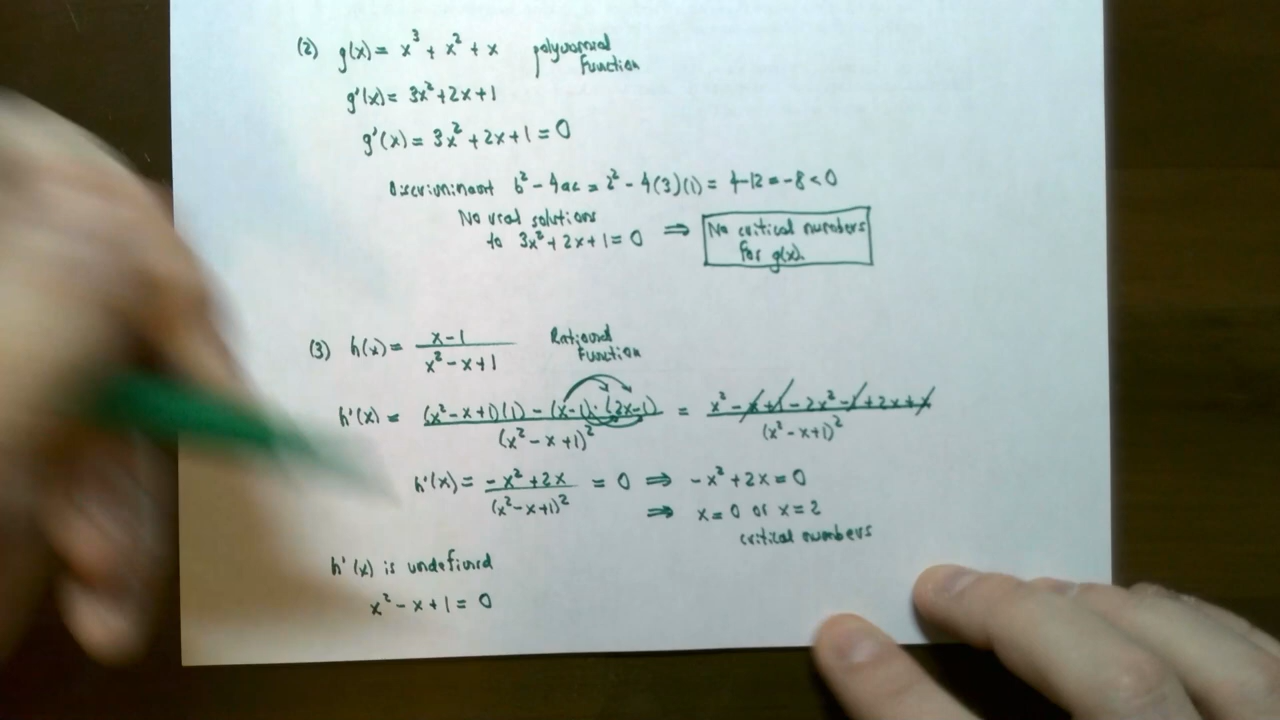 (2) g(x) = x³ + x² + x polynomial Function
g'(x) = 3x² + 2x + 1
g'(x) = 3x² + 2x + 1 = 0
Discriminant b² - 4ac = 2² - 4(3)(1) = 4 - 12 = -8 < 0
No real solutions
to 3x² + 2x + 1 = 0 ⇒ No critical numbers for g(x).
(3) h(x) = (x-1)/(x² - x + 1) Rational Function
h'(x) = ((x² - x + 1)(1) - (x-1)·(2x-1))/(x² - x + 1)² = (x² - x + 1 - 2x² - 1 + 2x + x)/(x² - x + 1)²
h'(x) = (-x² + 2x)/(x² - x + 1)² = 0 ⇒ -x² + 2x = 0
⇒ x = 0 or x = 2
critical numbers
h'(x) is undefined
x² - x + 1 = 0